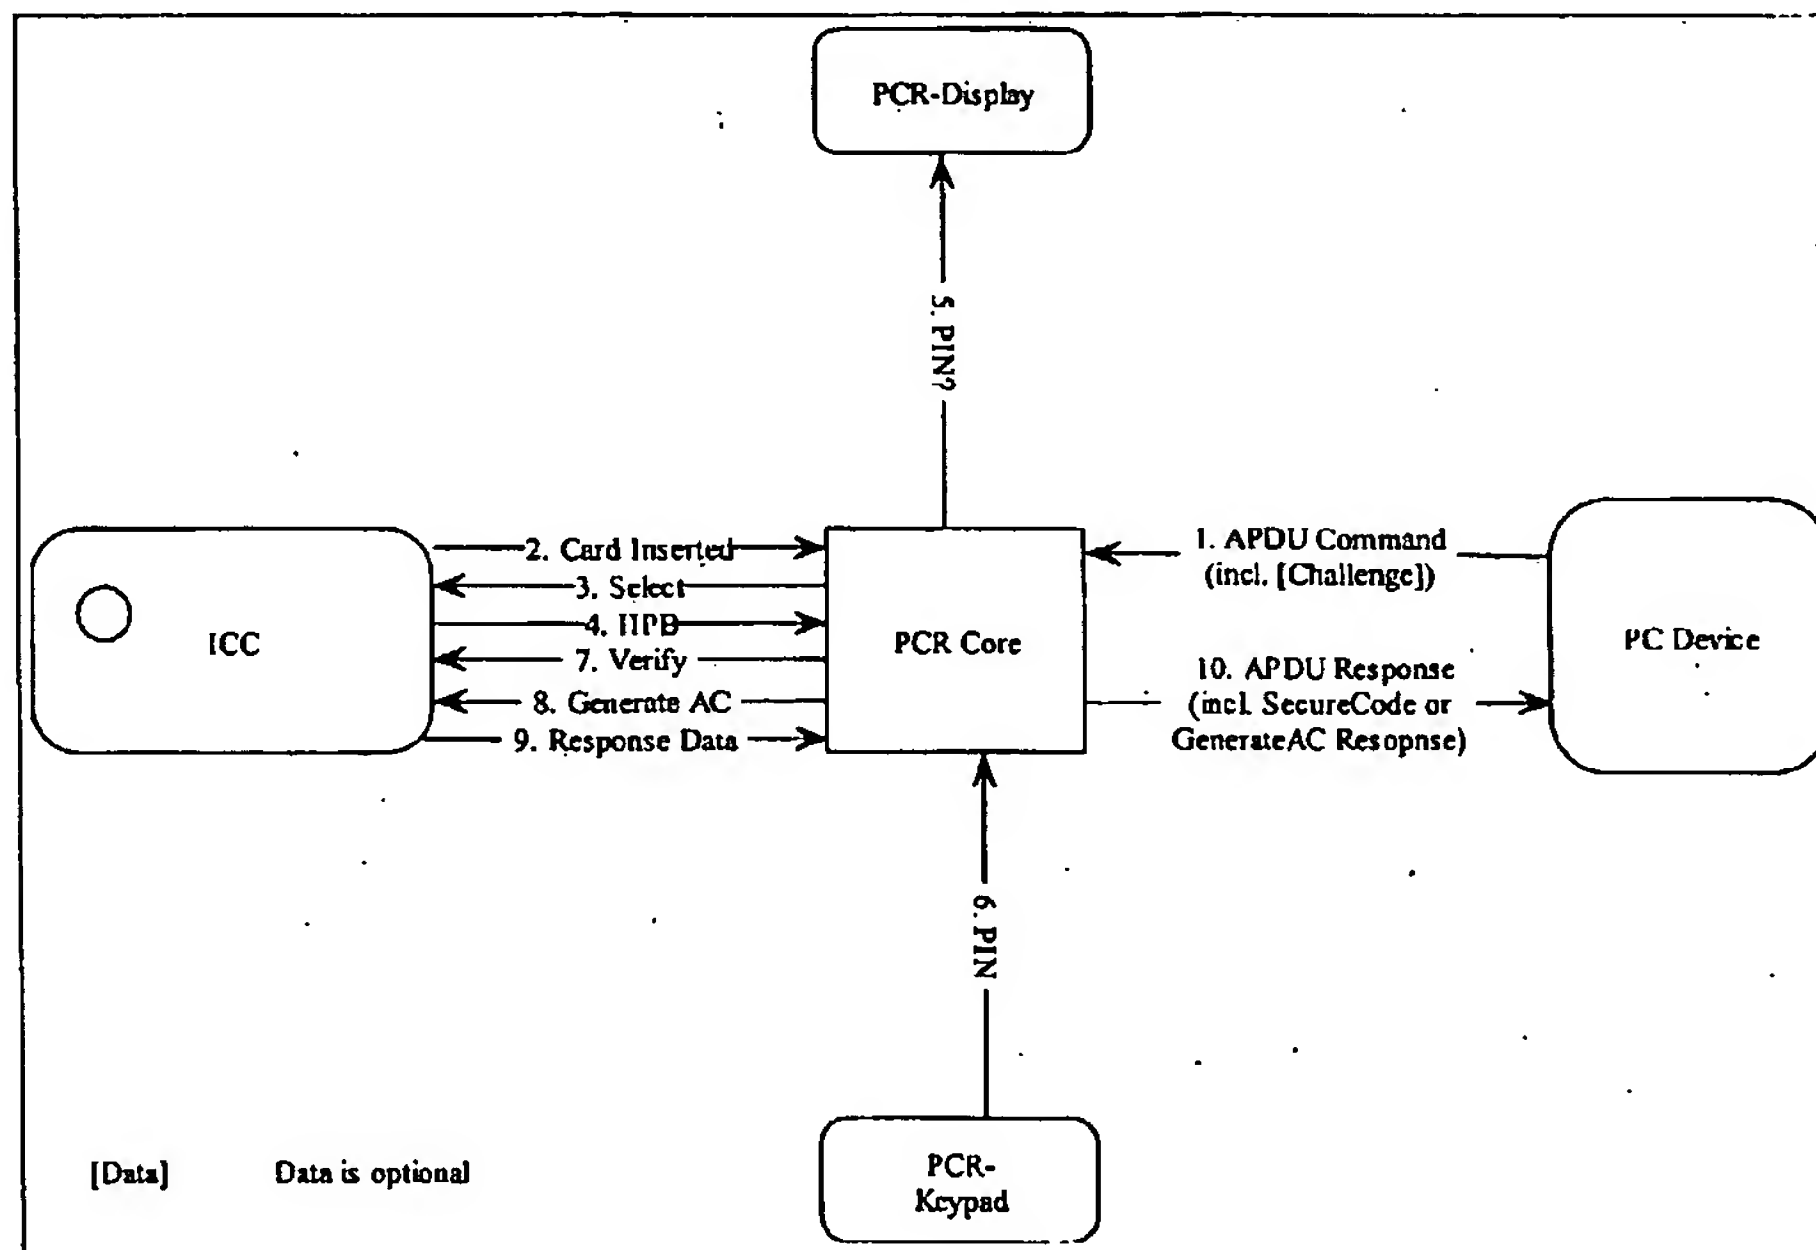 PCR-Display
5. PIN?
2. Card Inserted
3. Select
4. IIPB
7. Verify
8. Generate AC
9. Response Data
ICC
PCR Core
1. APDU Command
(incl. [Challenge])
10. APDU Response
(incl. SecureCode or
GenerateAC Resopnse)
PC Device
6. PIN
PCR-
Keypad
[Data] Data is optional